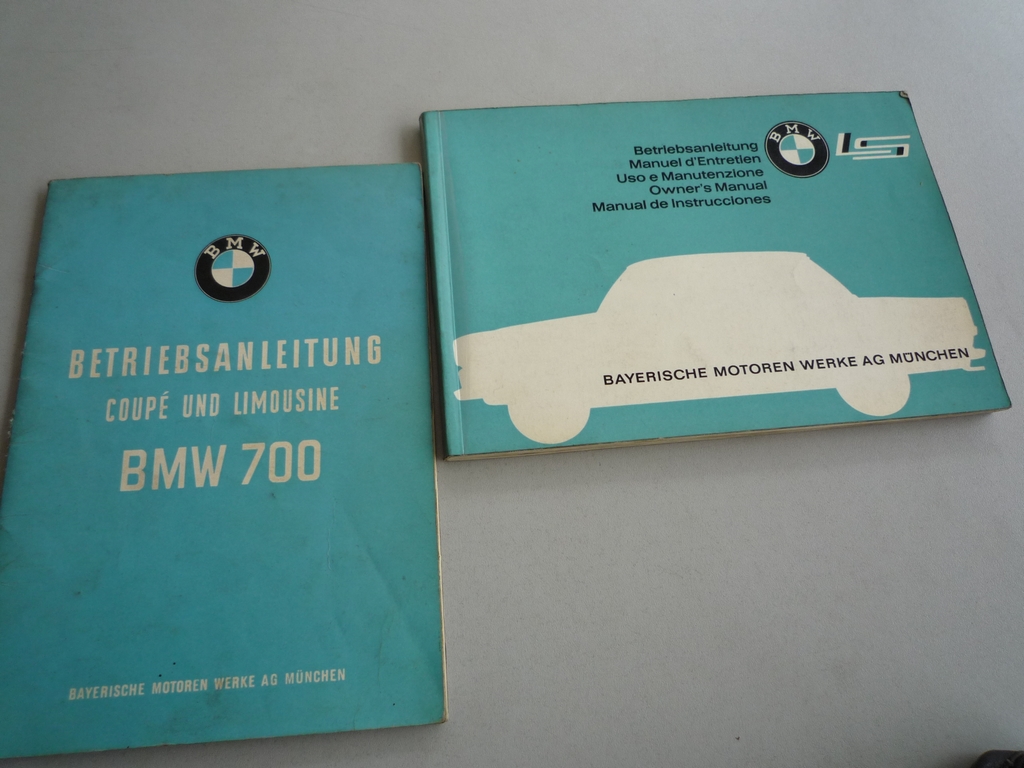 BMW
BETRIEBSANLEITUNG
COUPÉ UND LIMOUSINE
BMW 700
BAYERISCHE MOTOREN WERKE AG MÜNCHEN
Betriebsanleitung
Manuel d'Entretien
Uso e Manutenzione
Owner's Manual
Manual de Instrucciones
BMW
LS
BAYERISCHE MOTOREN WERKE AG MÜNCHEN